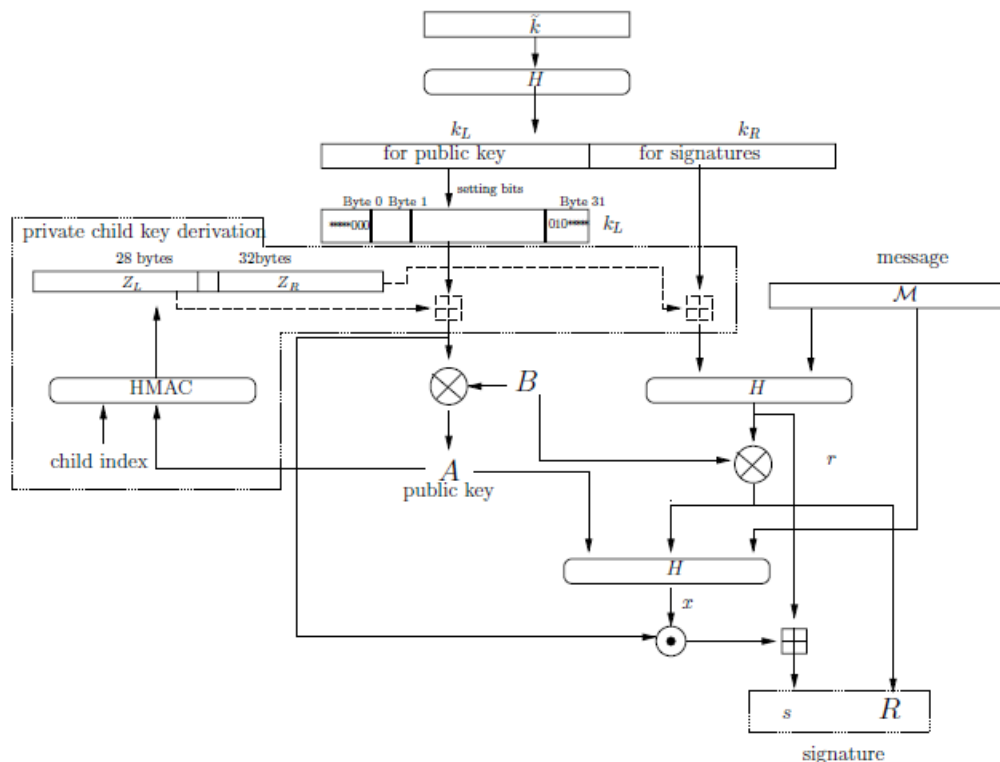 k̃
H
k_L
k_R
for public key
for signatures
setting bits
Byte 0
Byte 1
Byte 31
*****000
010*****
k_L
private child key derivation
28 bytes
32bytes
Z_L
Z_R
message
M
HMAC
B
H
child index
A
public key
r
H
x
s
R
signature